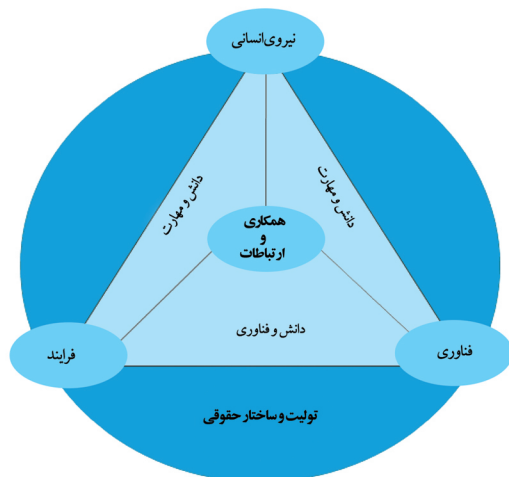 نیروی‌انسانی
دانش و مهارت
دانش و مهارت
همکاری
و
ارتباطات
دانش و فناوری
فناوری
فرایند
تولیت و ساختار حقوقی